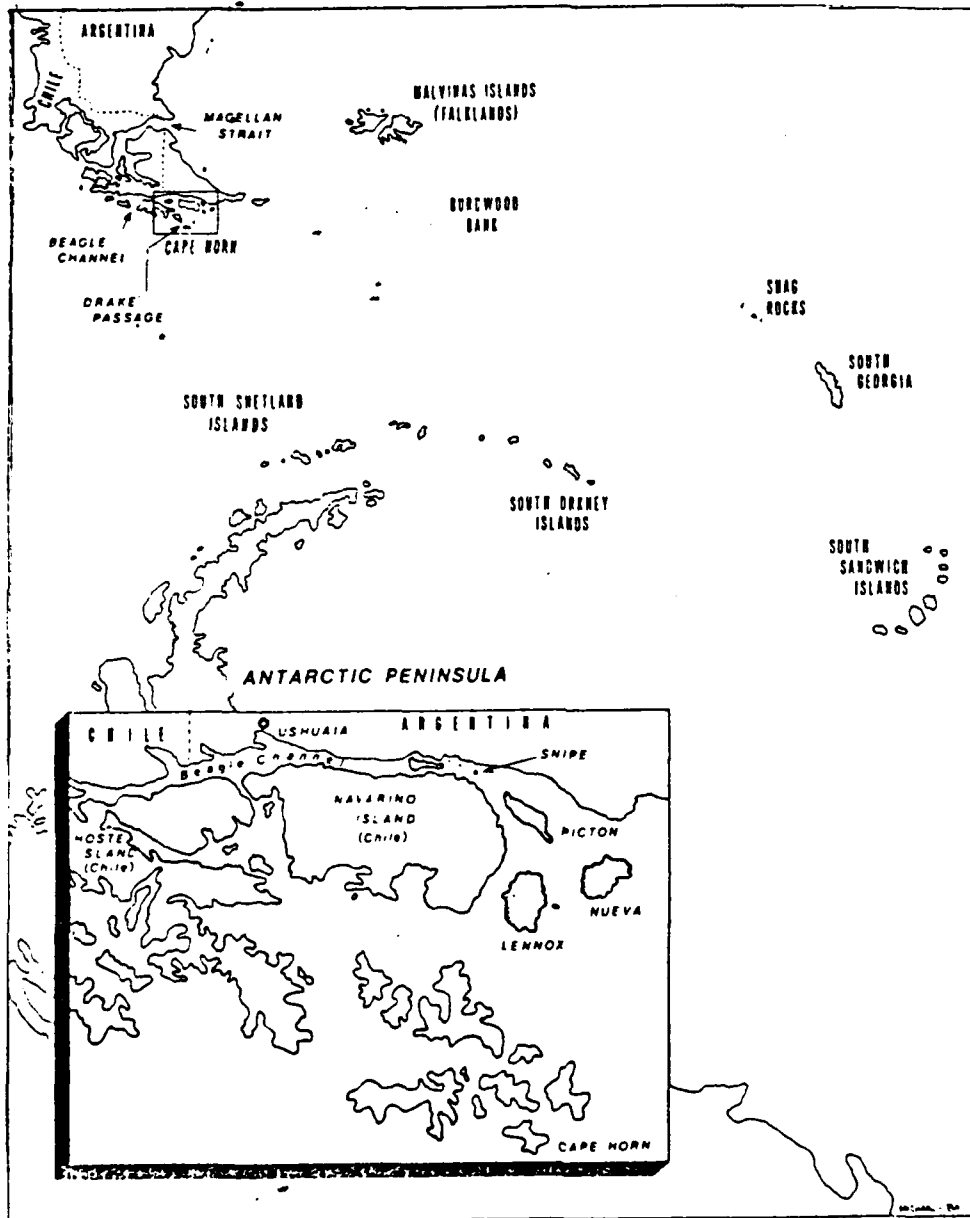 ARGENTINA
CHILE
MAGELLAN
STRAIT
MALVINAS ISLANDS
(FALKLANDS)
BURDWOOD
BANK
BEAGLE
CHANNEL
CAPE HORN
DRAKE
PASSAGE
SHAG
ROCKS
SOUTH
GEORGIA
SOUTH SHETLAND
ISLANDS
SOUTH ORKNEY
ISLANDS
SOUTH
SANDWICH
ISLANDS
ANTARCTIC PENINSULA
CHILE
ARGENTINA
USHUAIA
Beagle Channel
SNIPE
NAVARINO
ISLAND
(Chile)
PICTON
HOSTE
ISLAND
(Chile)
NUEVA
LENNOX
CAPE HORN